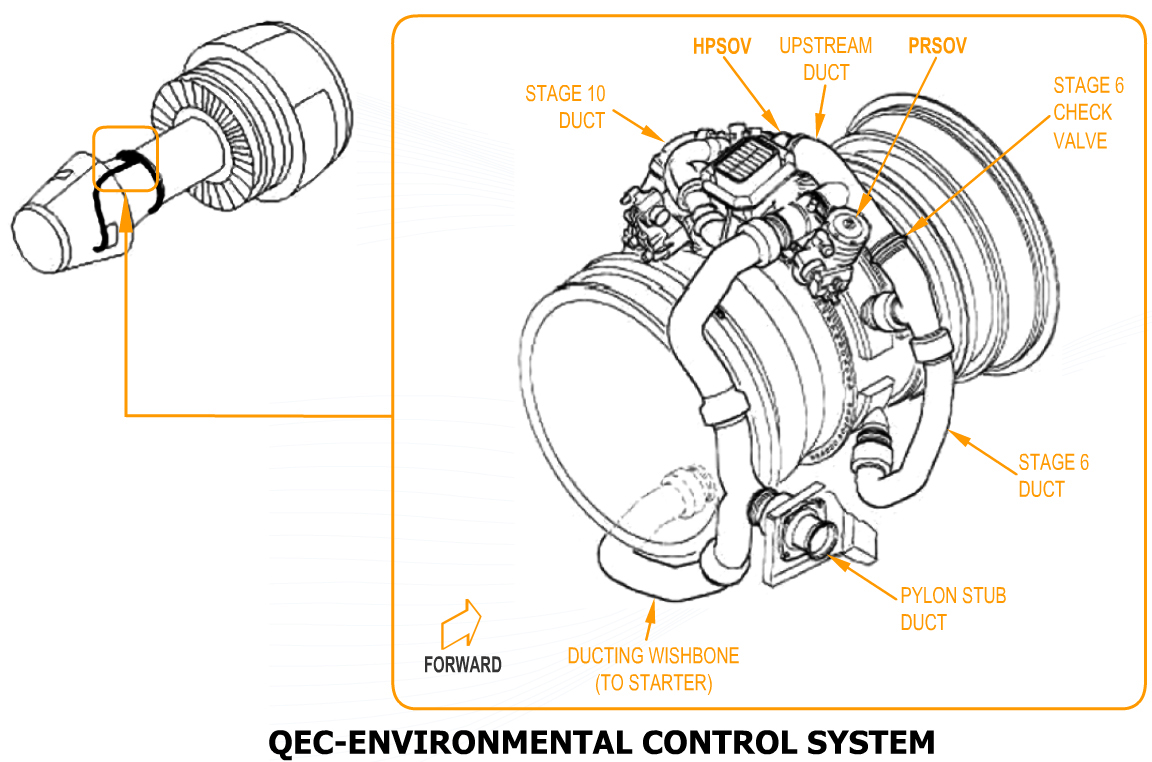 HPSOV
UPSTREAM
DUCT
PRSOV
STAGE 10
DUCT
STAGE 6
CHECK
VALVE
STAGE 6
DUCT
PYLON STUB
DUCT
DUCTING WISHBONE
(TO STARTER)
FORWARD
QEC-ENVIRONMENTAL CONTROL SYSTEM